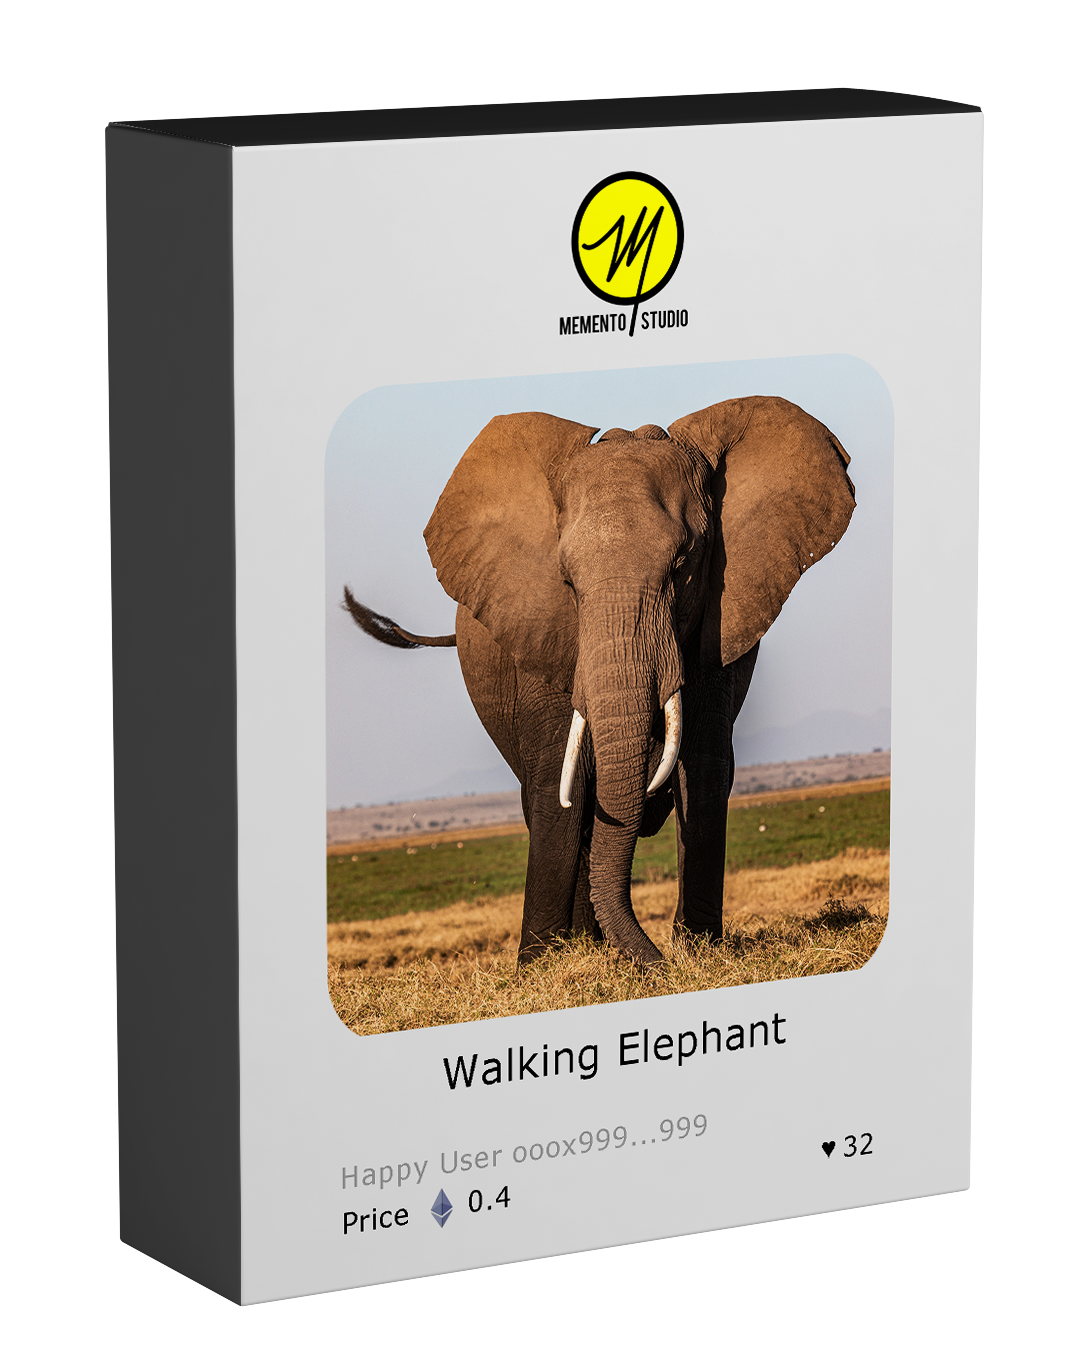 MEMENTO STUDIO
Walking Elephant
Happy User ooox999...999
♥ 32
Price 0.4